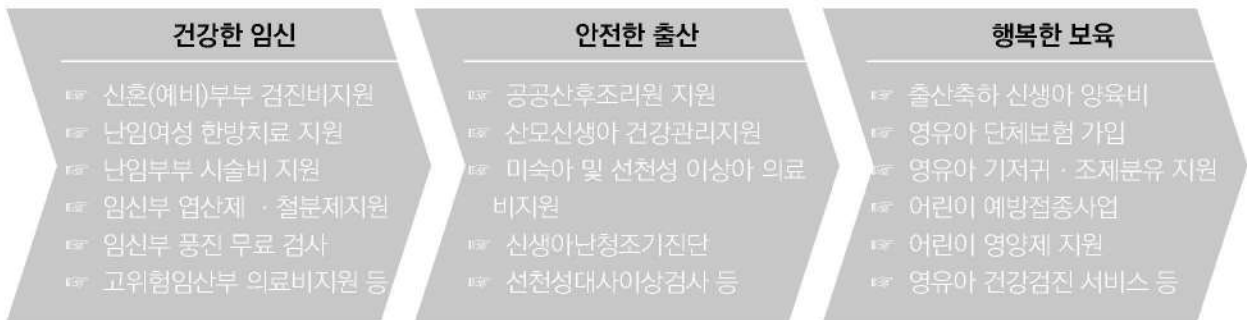 건강한 임신
☞ 신혼(예비)부부 검진비지원
☞ 난임여성 한방치료 지원
☞ 난임부부 시술비 지원
☞ 임신부 엽산제 · 철분제지원
☞ 임신부 풍진 무료 검사
☞ 고위험임산부 의료비지원 등
안전한 출산
☞ 공공산후조리원 지원
☞ 산모신생아 건강관리지원
☞ 미숙아 및 선천성 이상아 의료
비지원
☞ 신생아난청조기진단
☞ 선천성대사이상검사 등
행복한 보육
☞ 출산축하 신생아 양육비
☞ 영유아 단체보험 가입
☞ 영유아 기저귀 · 조제분유 지원
☞ 어린이 예방접종사업
☞ 어린이 영양제 지원
☞ 영유아 건강검진 서비스 등